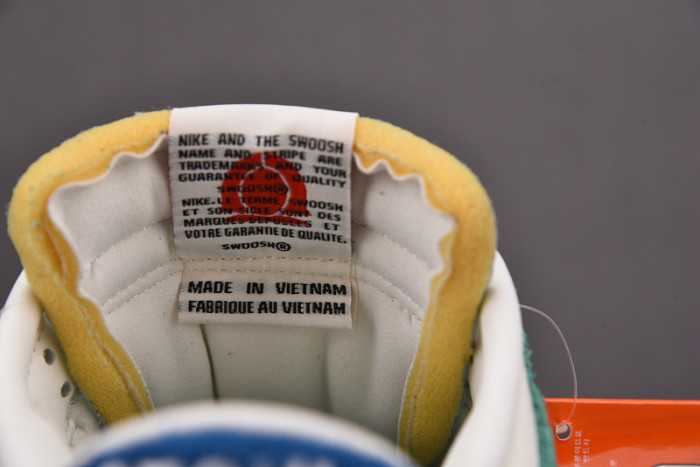 NIKE AND THE SWOOSH
NAME AND STRIPE ARE
TRADEMARKS AND YOUR
GUARANTEE OF QUALITY
SWOOSH®
NIKE.LE TERME SWOOSH
ET SON SIGLE SONT DES
MARQUES DEPOSEES ET
VOTRE GARANTIE DE QUALITE.
SWOOSH®
MADE IN VIETNAM
FABRIQUE AU VIETNAM